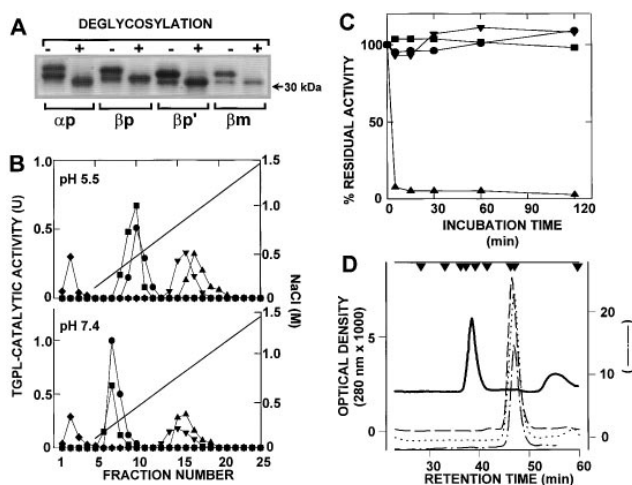 A
DEGLYCOSYLATION
- + - + - + - +
30 kDa
αp βp βp' βm
B
pH 5.5
1.0
0.5
0
1.5
1.0
0.5
0
pH 7.4
1.0
0.5
0
1.5
1.0
0.5
0
TGPL-CATALYTIC ACTIVITY (U)
NaCl (M)
1 5 10 15 20 25
FRACTION NUMBER
C
100
50
0
% RESIDUAL ACTIVITY
0 30 60 90 120
INCUBATION TIME
(min)
D
5
0
OPTICAL DENSITY
(280 nm x 1000)
20
10
0
(——)
30 40 50 60
RETENTION TIME (min)